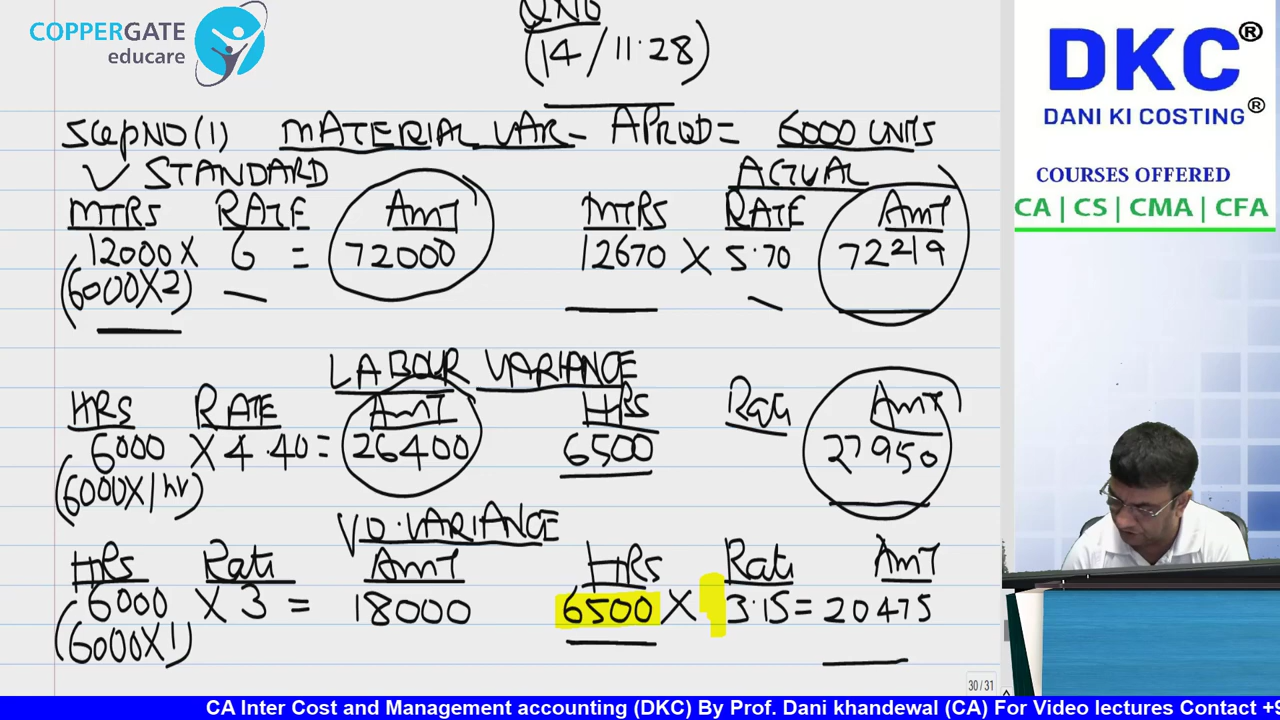 COPPERGATE
educare
QNO
(14/11.28)
DKC®
DANI KI COSTING®
COURSES OFFERED
CA | CS | CMA | CFA
StepNO(1) MATERIAL VAR- APROD= 6000 UNITS
✓ STANDARD ACTUAL
MTRS RATE AmT MTRS RATE AmT
12000 X 6 = 72000 12670 X 5.70 72219
(6000X2)
LABOUR VARIANCE
HRS RATE AmT HRS Rate AmT
6000 X 4.40 = 26400 6500 27950
(6000X1hr)
VO.VARIANCE
HRS Rate AmT HRS Rate AmT
6000 X 3 = 18000 6500 X 3.15 = 20475
(6000X1)
30/31
CA Inter Cost and Management accounting (DKC) By Prof. Dani khandewal (CA) For Video lectures Contact +9